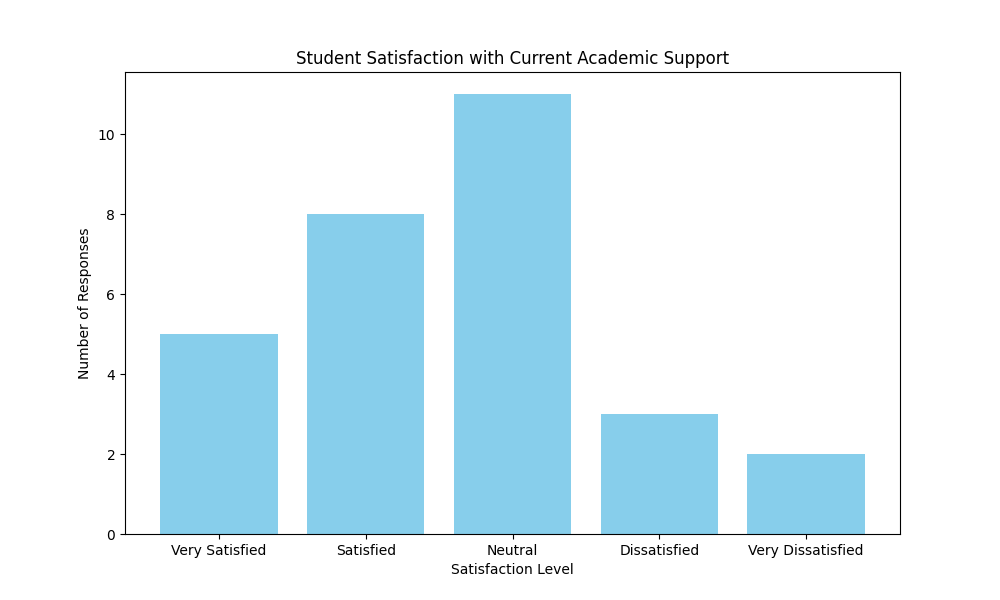 Student Satisfaction with Current Academic Support
Number of Responses
10
8
6
4
2
0
Very Satisfied
Satisfied
Neutral
Dissatisfied
Very Dissatisfied
Satisfaction Level